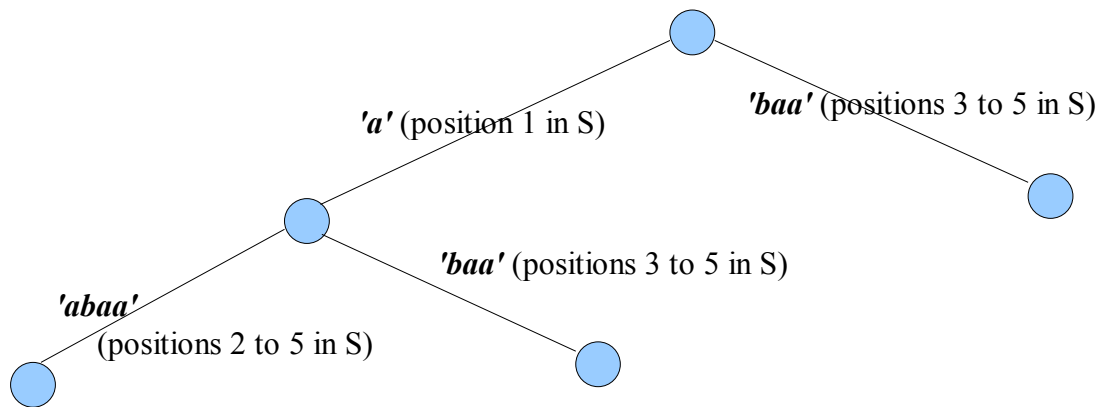 'baa' (positions 3 to 5 in S)
'a' (position 1 in S)
'baa' (positions 3 to 5 in S)
'abaa'
(positions 2 to 5 in S)